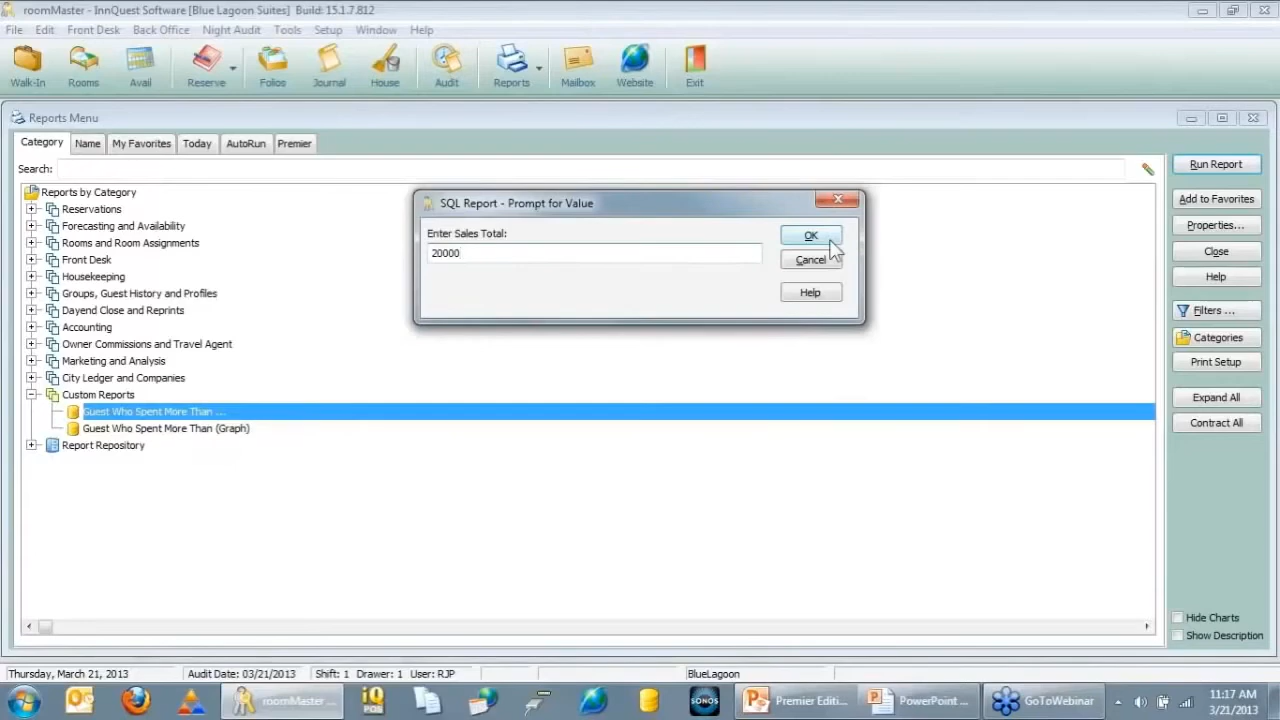 roomMaster - InnQuest Software [Blue Lagoon Suites] Build: 15.1.7.812
File Edit Front Desk Back Office Night Audit Tools Setup Window Help
Walk-In Rooms Avail Reserve Folios Journal House Audit Reports Mailbox Website Exit
Reports Menu
Category Name My Favorites Today AutoRun Premier
Search:
Run Report
Reports by Category
Reservations
Forecasting and Availability
Rooms and Room Assignments
Front Desk
Housekeeping
Groups, Guest History and Profiles
Dayend Close and Reprints
Accounting
Owner Commissions and Travel Agent
Marketing and Analysis
City Ledger and Companies
Custom Reports
Guest Who Spent More Than ...
Guest Who Spent More Than (Graph)
Report Repository
SQL Report - Prompt for Value
Enter Sales Total:
20000
OK
Cancel
Help
Add to Favorites
Properties...
Close
Help
Filters ...
Categories
Print Setup
Expand All
Contract All
Hide Charts
Show Description
Thursday, March 21, 2013 Audit Date: 03/21/2013 Shift: 1 Drawer: 1 User: RJP BlueLagoon
roomMaster ... iQ POS SONOS Premier Editi... PowerPoint ... GoToWebinar
11:17 AM
3/21/2013